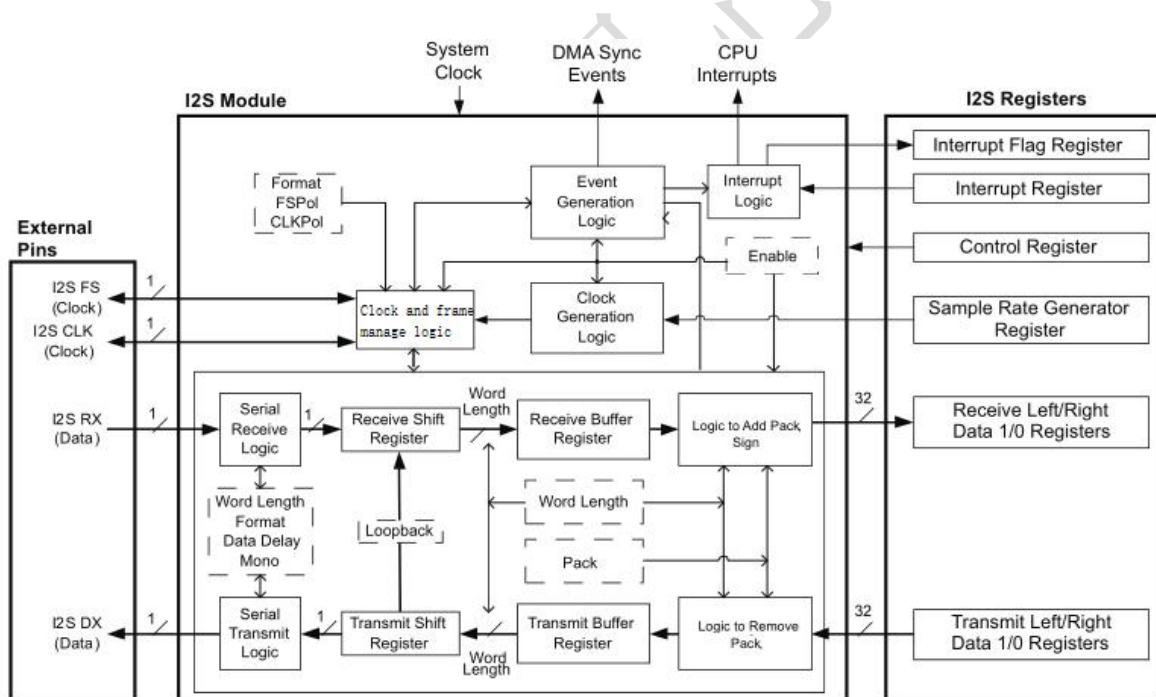 System
Clock
DMA Sync
Events
CPU
Interrupts
I2S Module
I2S Registers
Interrupt Flag Register
Interrupt Register
Control Register
Sample Rate Generator
Register
Format
FSPol
CLKPol
Event
Generation
Logic
Interrupt
Logic
Enable
External
Pins
I2S FS
(Clock)
1
I2S CLK
(Clock)
1
Clock and frame
manage logic
Clock
Generation
Logic
I2S RX
(Data)
1
Serial
Receive
Logic
1
Receive Shift
Register
Word
Length
Receive Buffer
Register
Logic to Add Pack,
Sign
32
Receive Left/Right
Data 1/0 Registers
Word Length
Format
Data Delay
Mono
Loopback
Word Length
Pack
I2S DX
(Data)
1
Serial
Transmit
Logic
1
Transmit Shift
Register
Word
Length
Transmit Buffer
Register
Logic to Remove
Pack,
32
Transmit Left/Right
Data 1/0 Registers